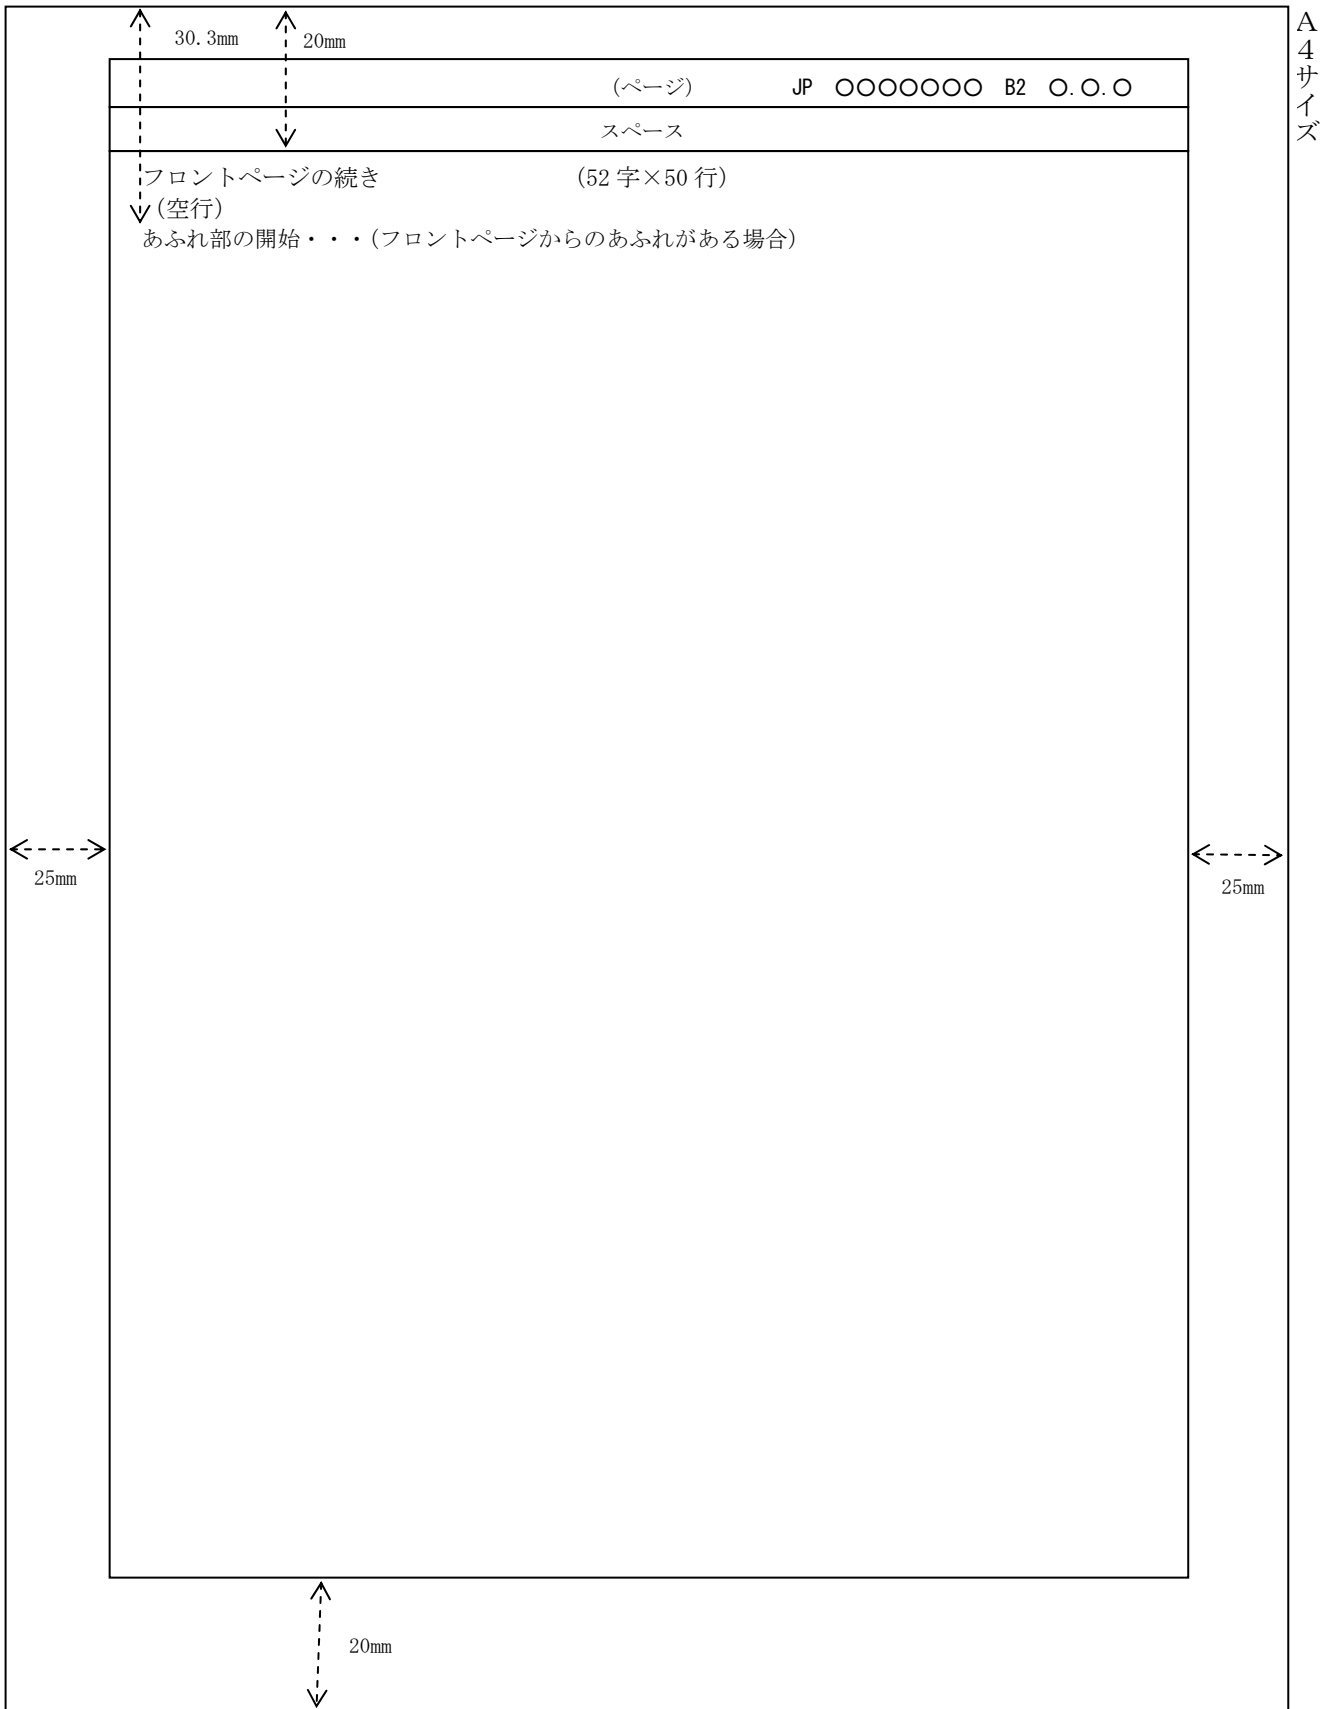 30.3mm
20mm
A4サイズ
(ページ) JP ○○○○○○○ B2 ○.○.○
スペース
フロントページの続き (52字×50行)
(空行)
あふれ部の開始・・・(フロントページからのあふれがある場合)
25mm
25mm
20mm